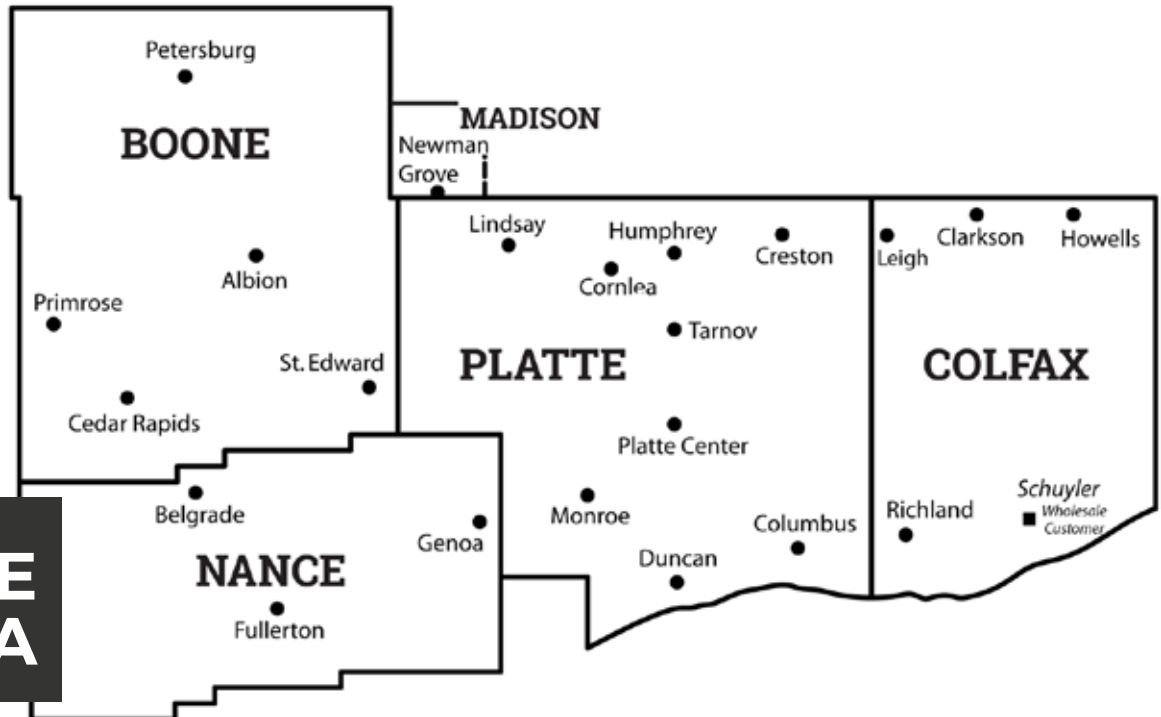 Petersburg
BOONE
MADISON
Newman
Grove
Lindsay
Humphrey
Creston
Cornlea
Leigh
Clarkson
Howells
Albion
Primrose
Tarnov
St. Edward
PLATTE
COLFAX
Cedar Rapids
Platte Center
Belgrade
Genoa
Monroe
Columbus
Richland
Schuyler
Wholesale
Customer
NANCE
Duncan
Fullerton
E
A